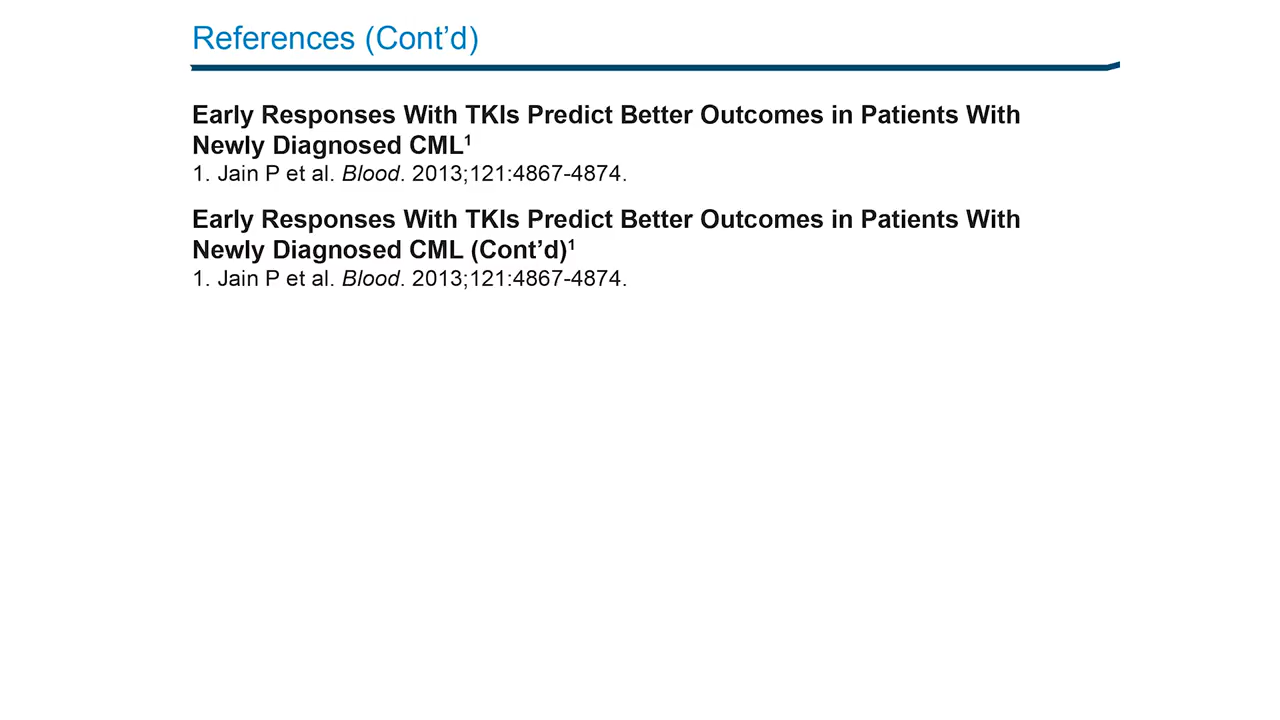 References (Cont’d)
Early Responses With TKIs Predict Better Outcomes in Patients With
Newly Diagnosed CML¹
1. Jain P et al. Blood. 2013;121:4867-4874.
Early Responses With TKIs Predict Better Outcomes in Patients With
Newly Diagnosed CML (Cont’d)¹
1. Jain P et al. Blood. 2013;121:4867-4874.